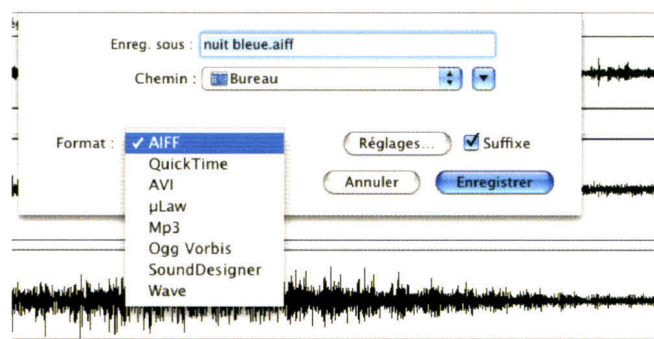 Enreg. sous : nuit bleue.aiff
Chemin : Bureau
Format : ✓ AIFF
Réglages... Suffixe
QuickTime
AVI
Annuler Enregistrer
µLaw
Mp3
Ogg Vorbis
SoundDesigner
Wave